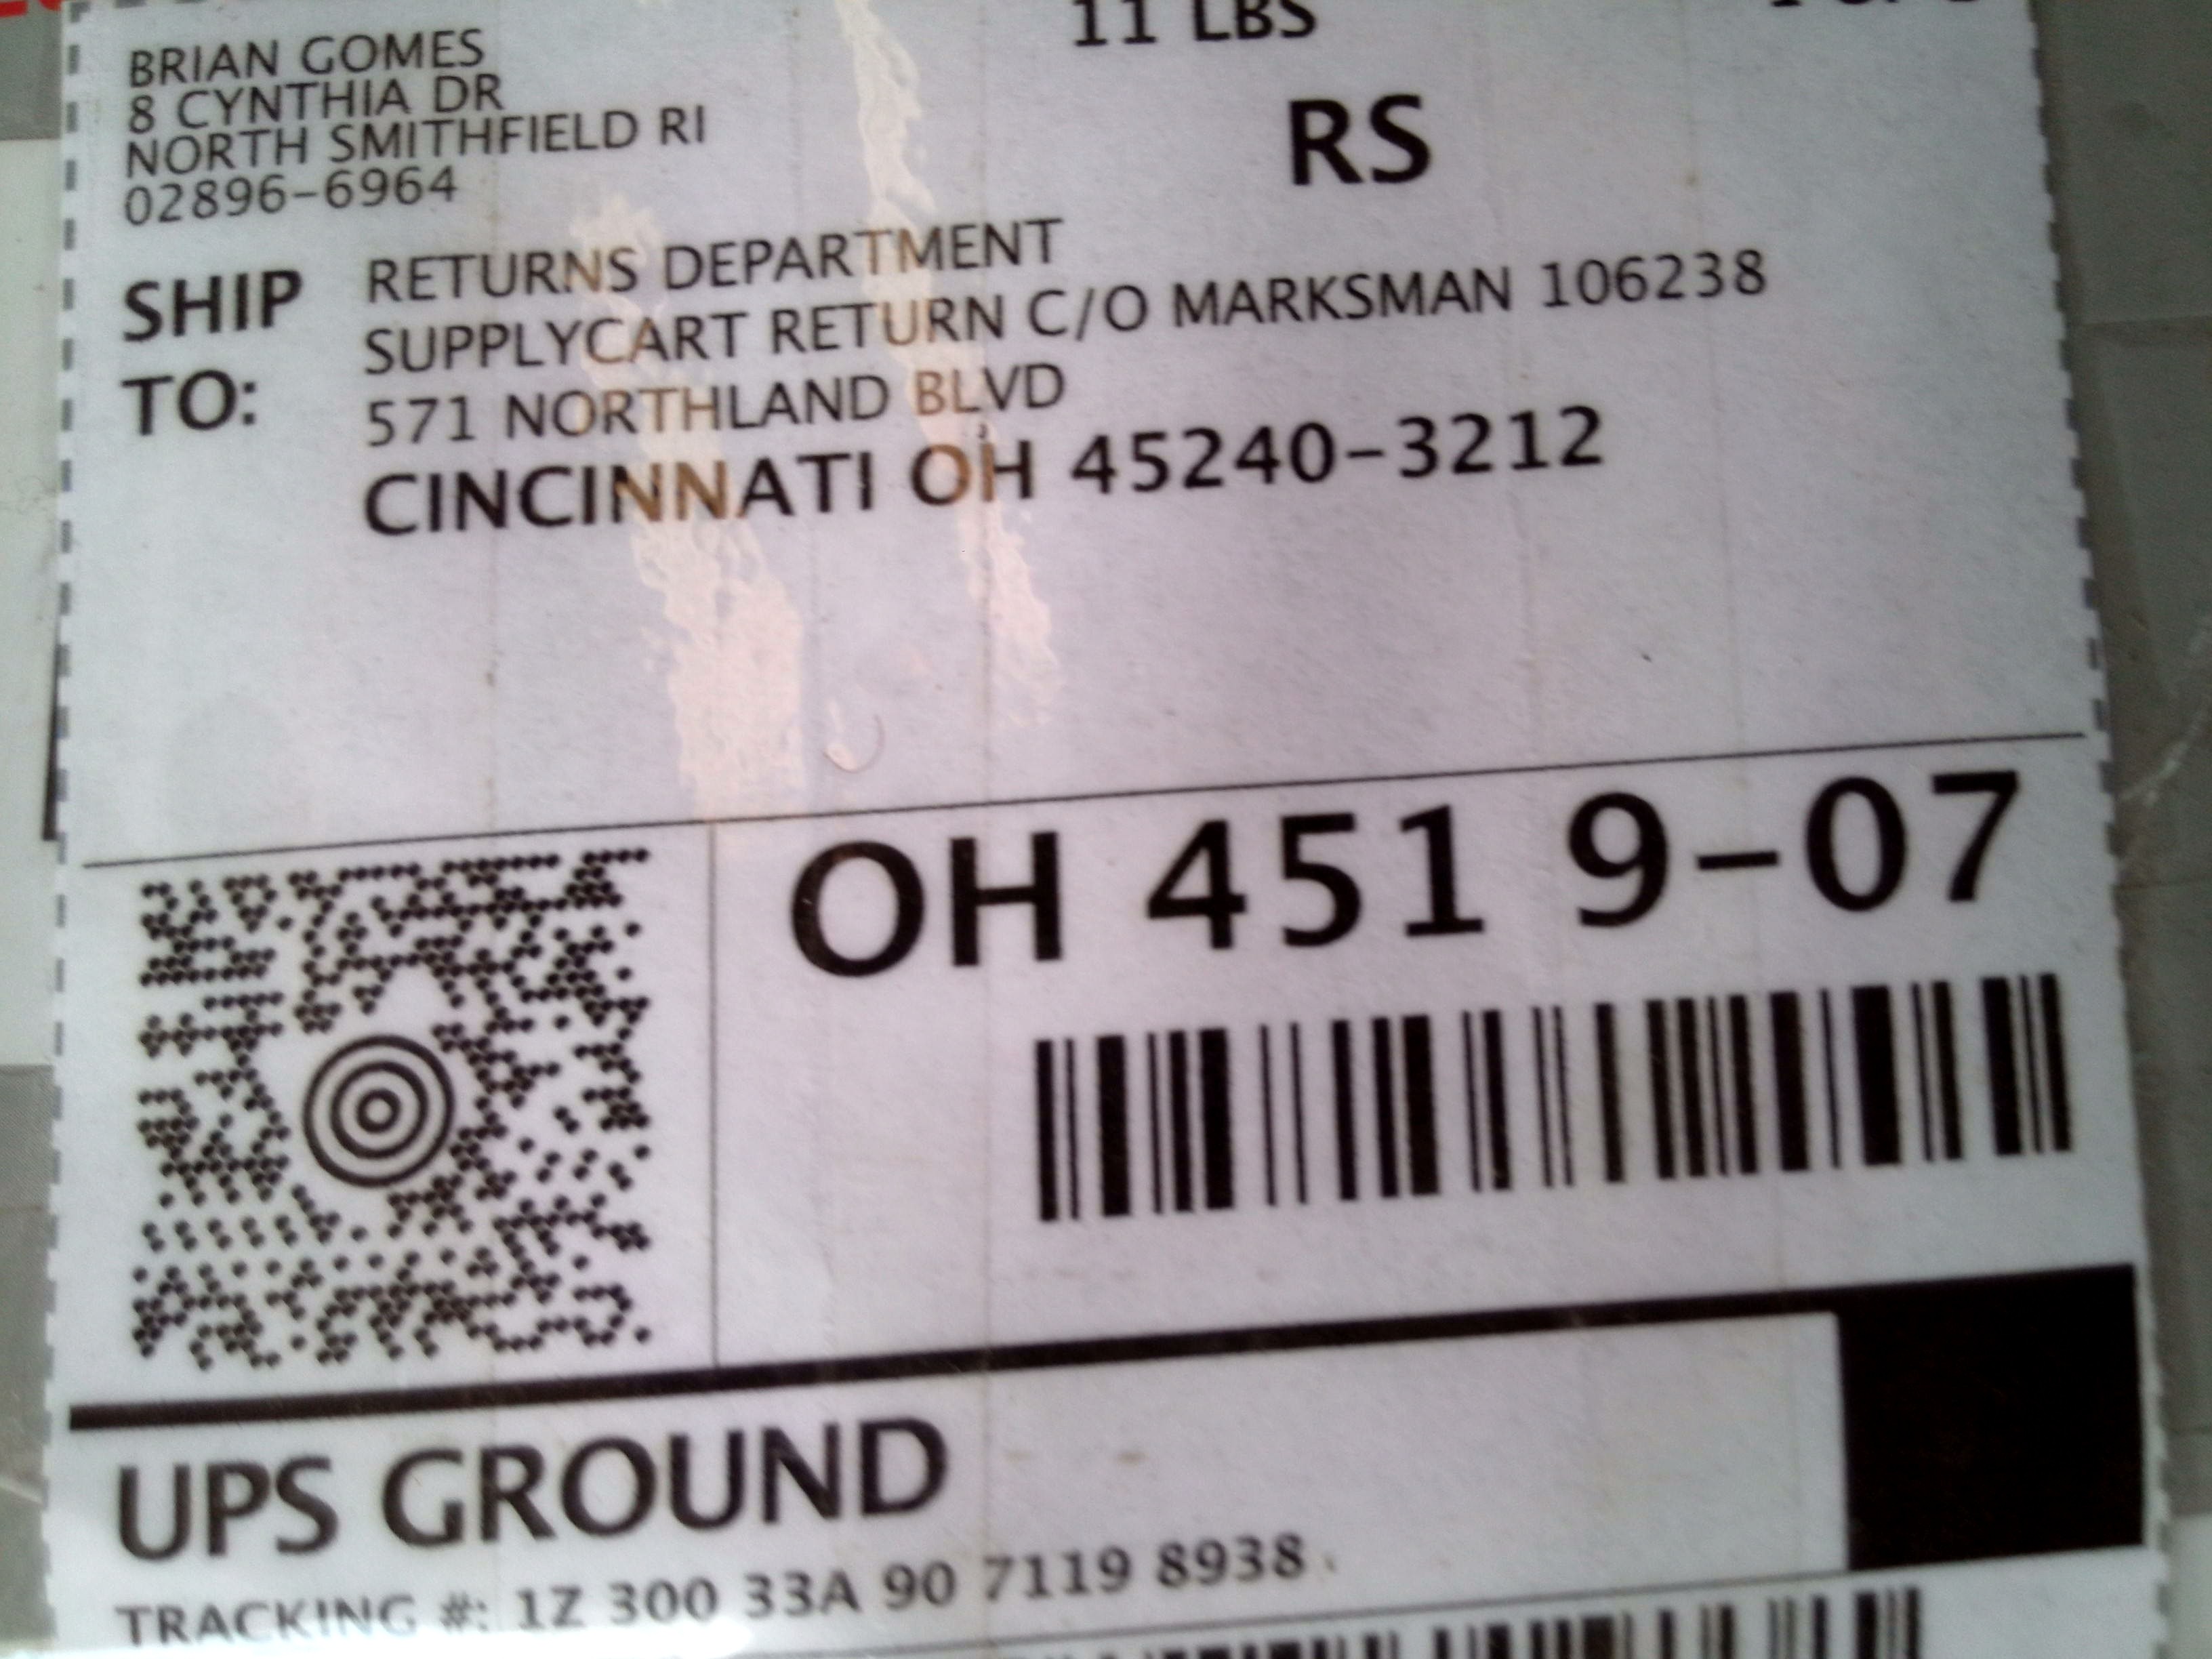 BRIAN GOMES
8 CYNTHIA DR
NORTH SMITHFIELD RI
02896-6964
11 LBS
RS
SHIP TO:
RETURNS DEPARTMENT
SUPPLYCART RETURN C/O MARKSMAN 106238
571 NORTHLAND BLVD
CINCINNATI OH 45240-3212
OH 451 9-07
UPS GROUND
TRACKING #: 1Z 300 33A 90 7119 8938